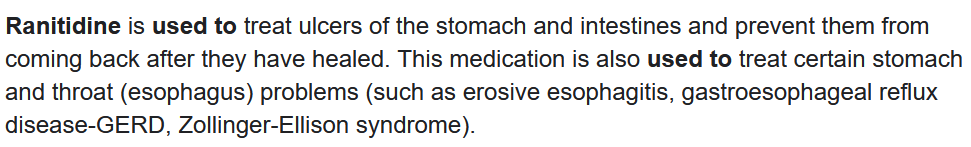 Ranitidine is used to treat ulcers of the stomach and intestines and prevent them from
coming back after they have healed. This medication is also used to treat certain stomach
and throat (esophagus) problems (such as erosive esophagitis, gastroesophageal reflux
disease-GERD, Zollinger-Ellison syndrome).